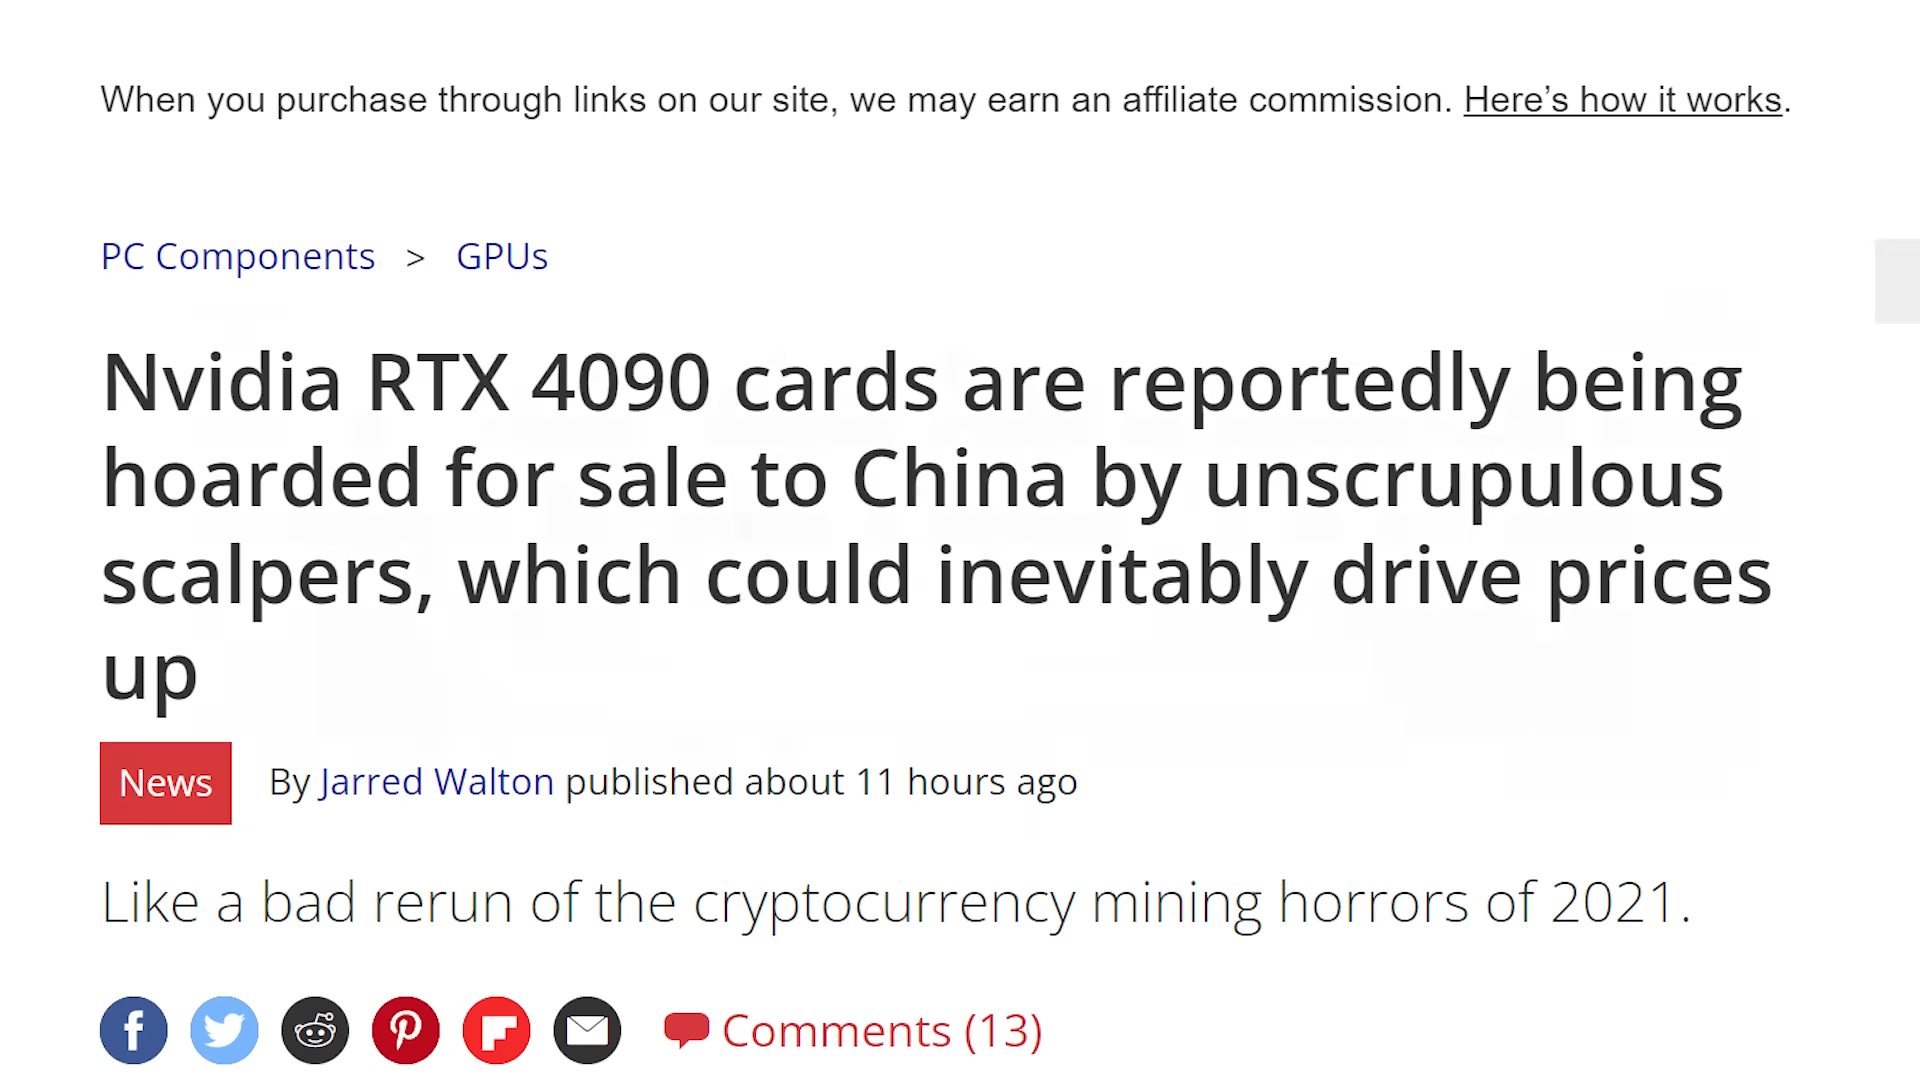 When you purchase through links on our site, we may earn an affiliate commission. Here’s how it works.
PC Components > GPUs
Nvidia RTX 4090 cards are reportedly being
hoarded for sale to China by unscrupulous
scalpers, which could inevitably drive prices
up
News By Jarred Walton published about 11 hours ago
Like a bad rerun of the cryptocurrency mining horrors of 2021.
Comments (13)